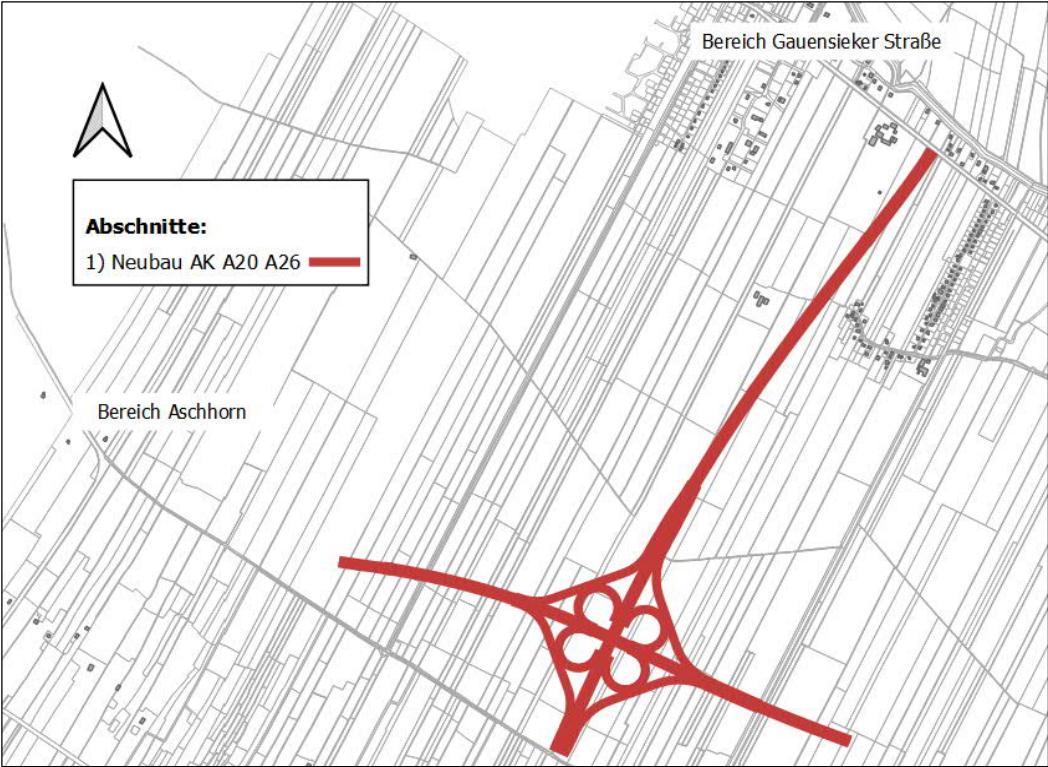 Bereich Gauensieker Straße
Abschnitte:
1) Neubau AK A20 A26
Bereich Aschhorn